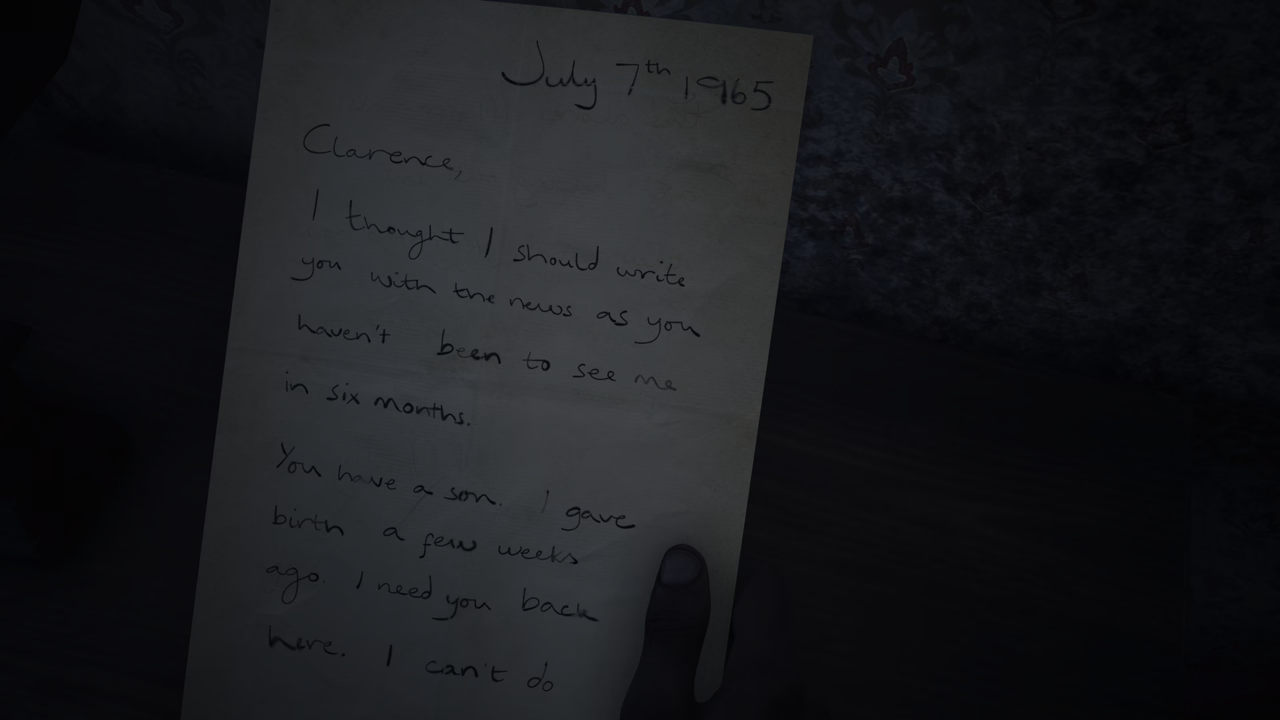 July 7th 1965
Clarence,
I thought I should write
you with the news as you
haven't been to see me
in six months.
You have a son. I gave
birth a few weeks
ago. I need you back
here. I can't do